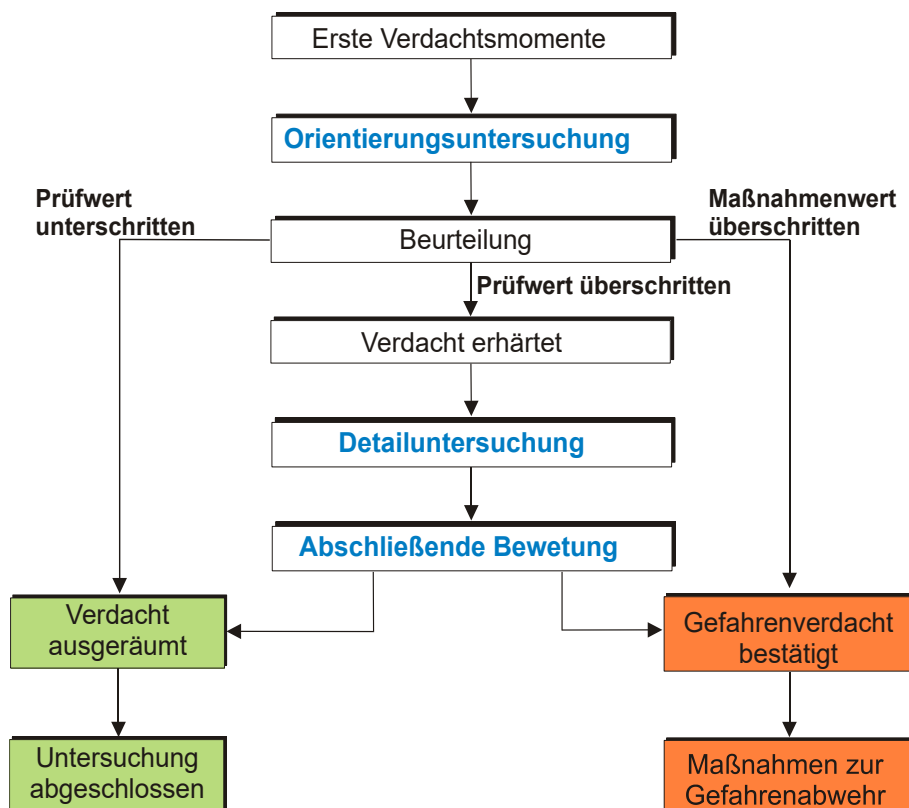 Erste Verdachtsmomente
Orientierungsuntersuchung
Prüfwert
unterschritten
Maßnahmenwert
überschritten
Beurteilung
Prüfwert überschritten
Verdacht erhärtet
Detailuntersuchung
Abschließende Bewetung
Verdacht
ausgeräumt
Gefahrenverdacht
bestätigt
Untersuchung
abgeschlossen
Maßnahmen zur
Gefahrenabwehr